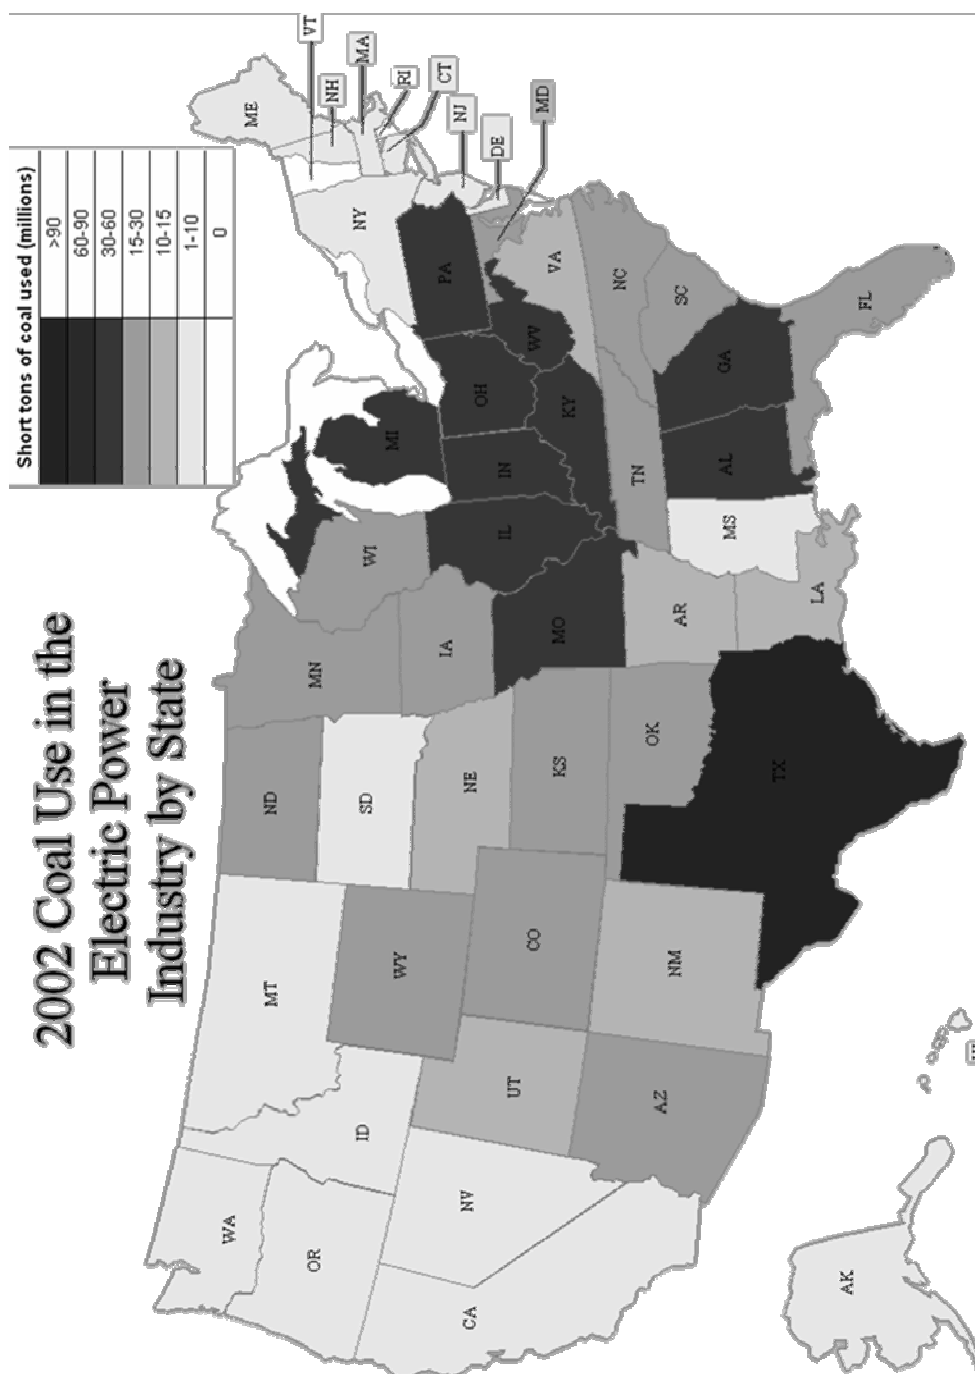 2002 Coal Use in the
Electric Power
Industry by State
Short tons of coal used (millions)
>90
60-90
30-60
15-30
10-15
1-10
0
VT
NH
MA
RI
CT
NJ
DE
MD
ME
NY
PA
VA
WV
NC
SC
GA
FL
OH
KY
TN
AL
MI
IN
IL
MS
WI
MN
IA
MO
AR
LA
ND
SD
NE
KS
OK
TX
MT
WY
CO
NM
ID
UT
AZ
WA
OR
NV
CA
AK